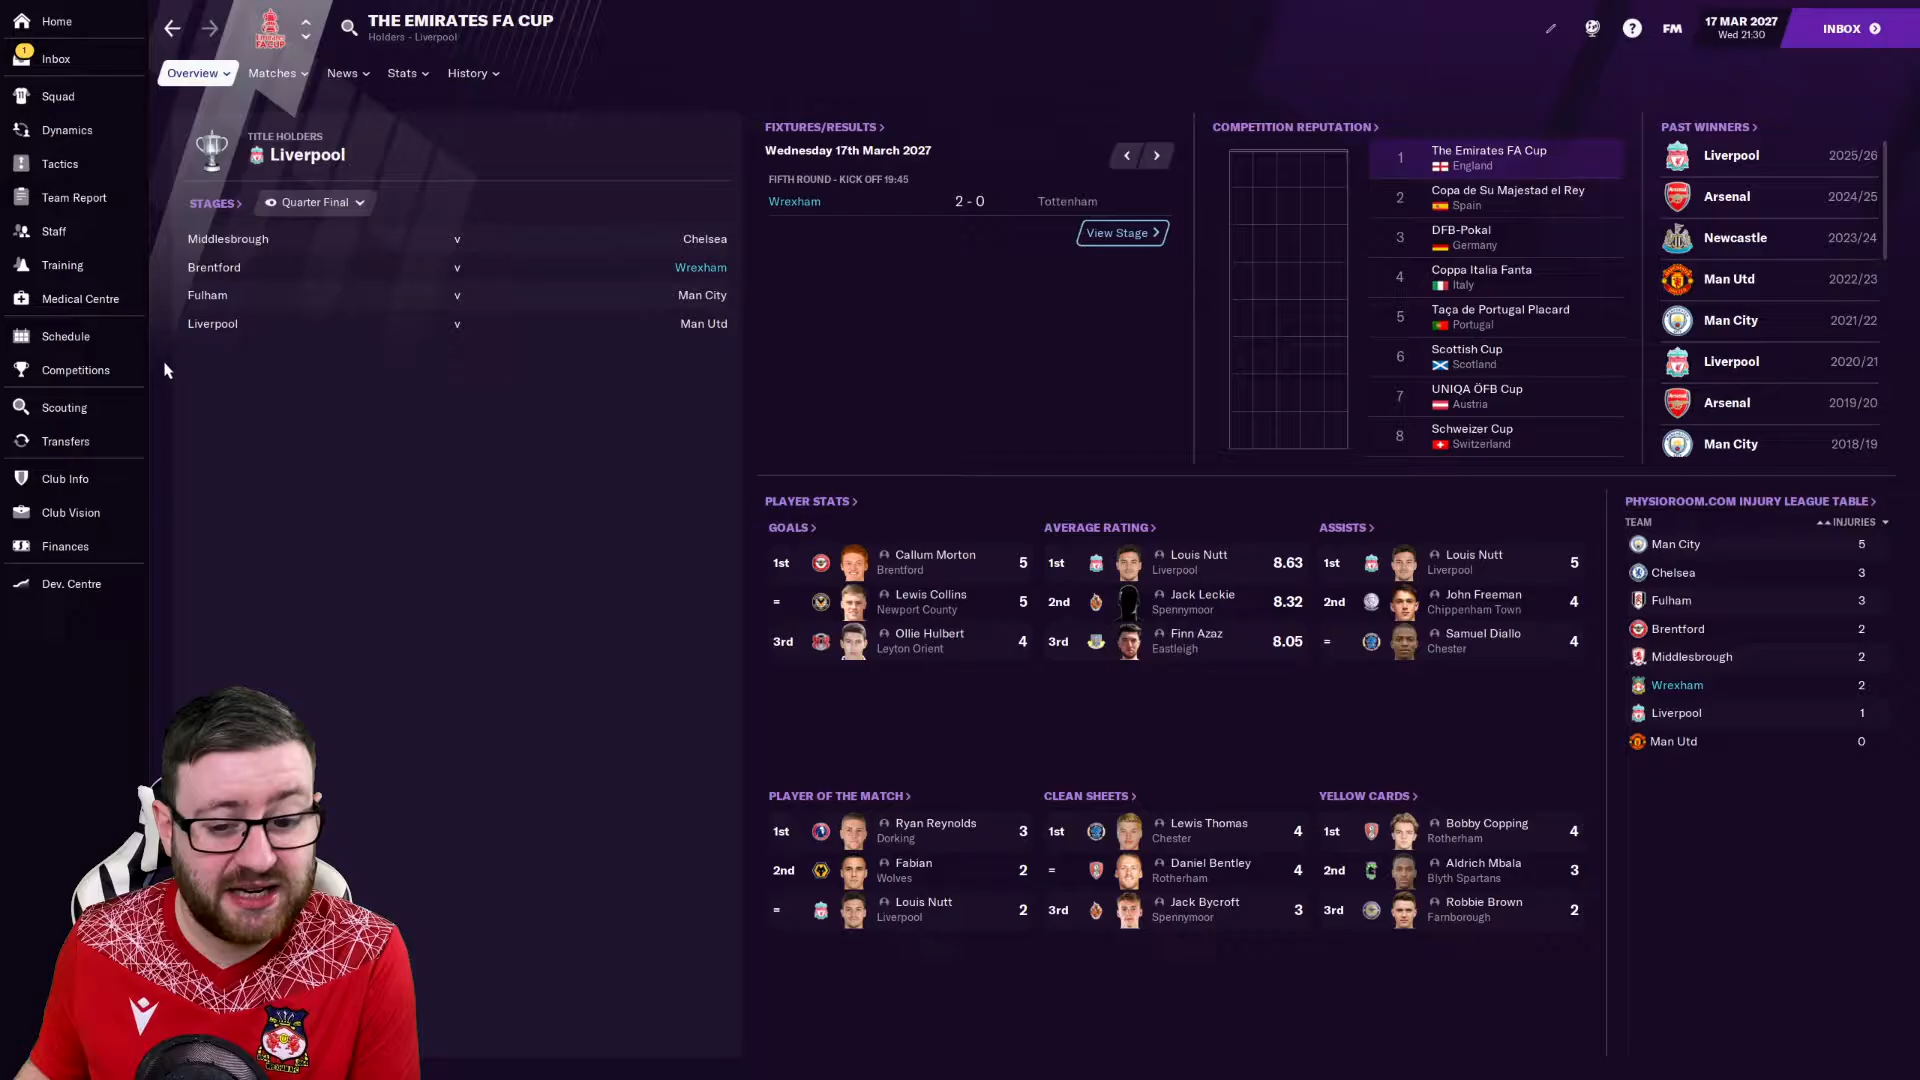 Home
1
Inbox
Squad
Dynamics
Tactics
Team Report
Staff
Training
Medical Centre
Schedule
Competitions
Scouting
Transfers
Club Info
Club Vision
Finances
Dev. Centre
THE EMIRATES FA CUP
Holders - Liverpool
FM
17 MAR 2027
Wed 21:30
INBOX
Overview
Matches
News
Stats
History
TITLE HOLDERS
Liverpool
STAGES
Quarter Final
Middlesbrough v Chelsea
Brentford v Wrexham
Fulham v Man City
Liverpool v Man Utd
FIXTURES/RESULTS
Wednesday 17th March 2027
FIFTH ROUND - KICK OFF 19:45
Wrexham 2 - 0 Tottenham
View Stage
COMPETITION REPUTATION
1 The Emirates FA Cup
England
2 Copa de Su Majestad el Rey
Spain
3 DFB-Pokal
Germany
4 Coppa Italia Fanta
Italy
5 Taça de Portugal Placard
Portugal
6 Scottish Cup
Scotland
7 UNIQA ÖFB Cup
Austria
8 Schweizer Cup
Switzerland
PAST WINNERS
Liverpool 2025/26
Arsenal 2024/25
Newcastle 2023/24
Man Utd 2022/23
Man City 2021/22
Liverpool 2020/21
Arsenal 2019/20
Man City 2018/19
PLAYER STATS
GOALS
1st Callum Morton 5
Brentford
= Lewis Collins 5
Newport County
3rd Ollie Hulbert 4
Leyton Orient
AVERAGE RATING
1st Louis Nutt 8.63
Liverpool
2nd Jack Leckie 8.32
Spennymoor
3rd Finn Azaz 8.05
Eastleigh
ASSISTS
1st Louis Nutt 5
Liverpool
2nd John Freeman 4
Chippenham Town
= Samuel Diallo 4
Chester
PLAYER OF THE MATCH
1st Ryan Reynolds 3
Dorking
2nd Fabian 2
Wolves
= Louis Nutt 2
Liverpool
CLEAN SHEETS
1st Lewis Thomas 4
Chester
= Daniel Bentley 4
Rotherham
3rd Jack Bycroft 3
Spennymoor
YELLOW CARDS
1st Bobby Copping 4
Rotherham
2nd Aldrich Mbala 3
Blyth Spartans
3rd Robbie Brown 2
Farnborough
PHYSIOROOM.COM INJURY LEAGUE TABLE
TEAM INJURIES
Man City 5
Chelsea 3
Fulham 3
Brentford 2
Middlesbrough 2
Wrexham 2
Liverpool 1
Man Utd 0